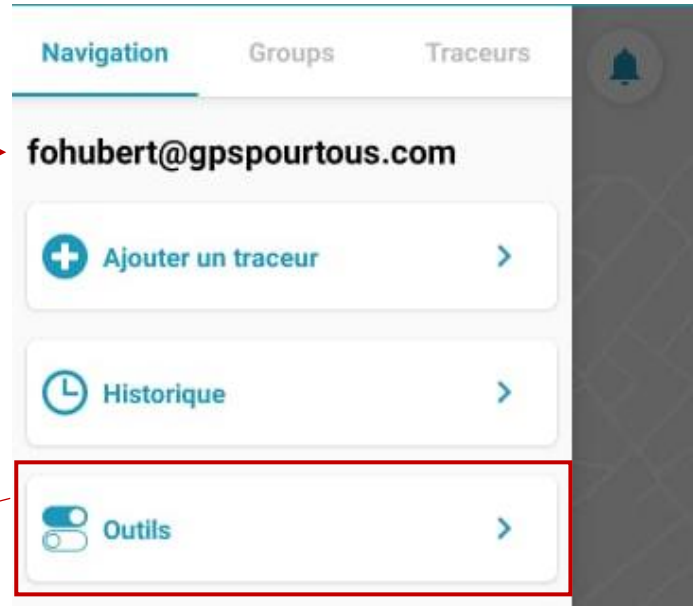 Navigation Groups Traceurs
fohubert@gpspourtous.com
Ajouter un traceur
Historique
Outils